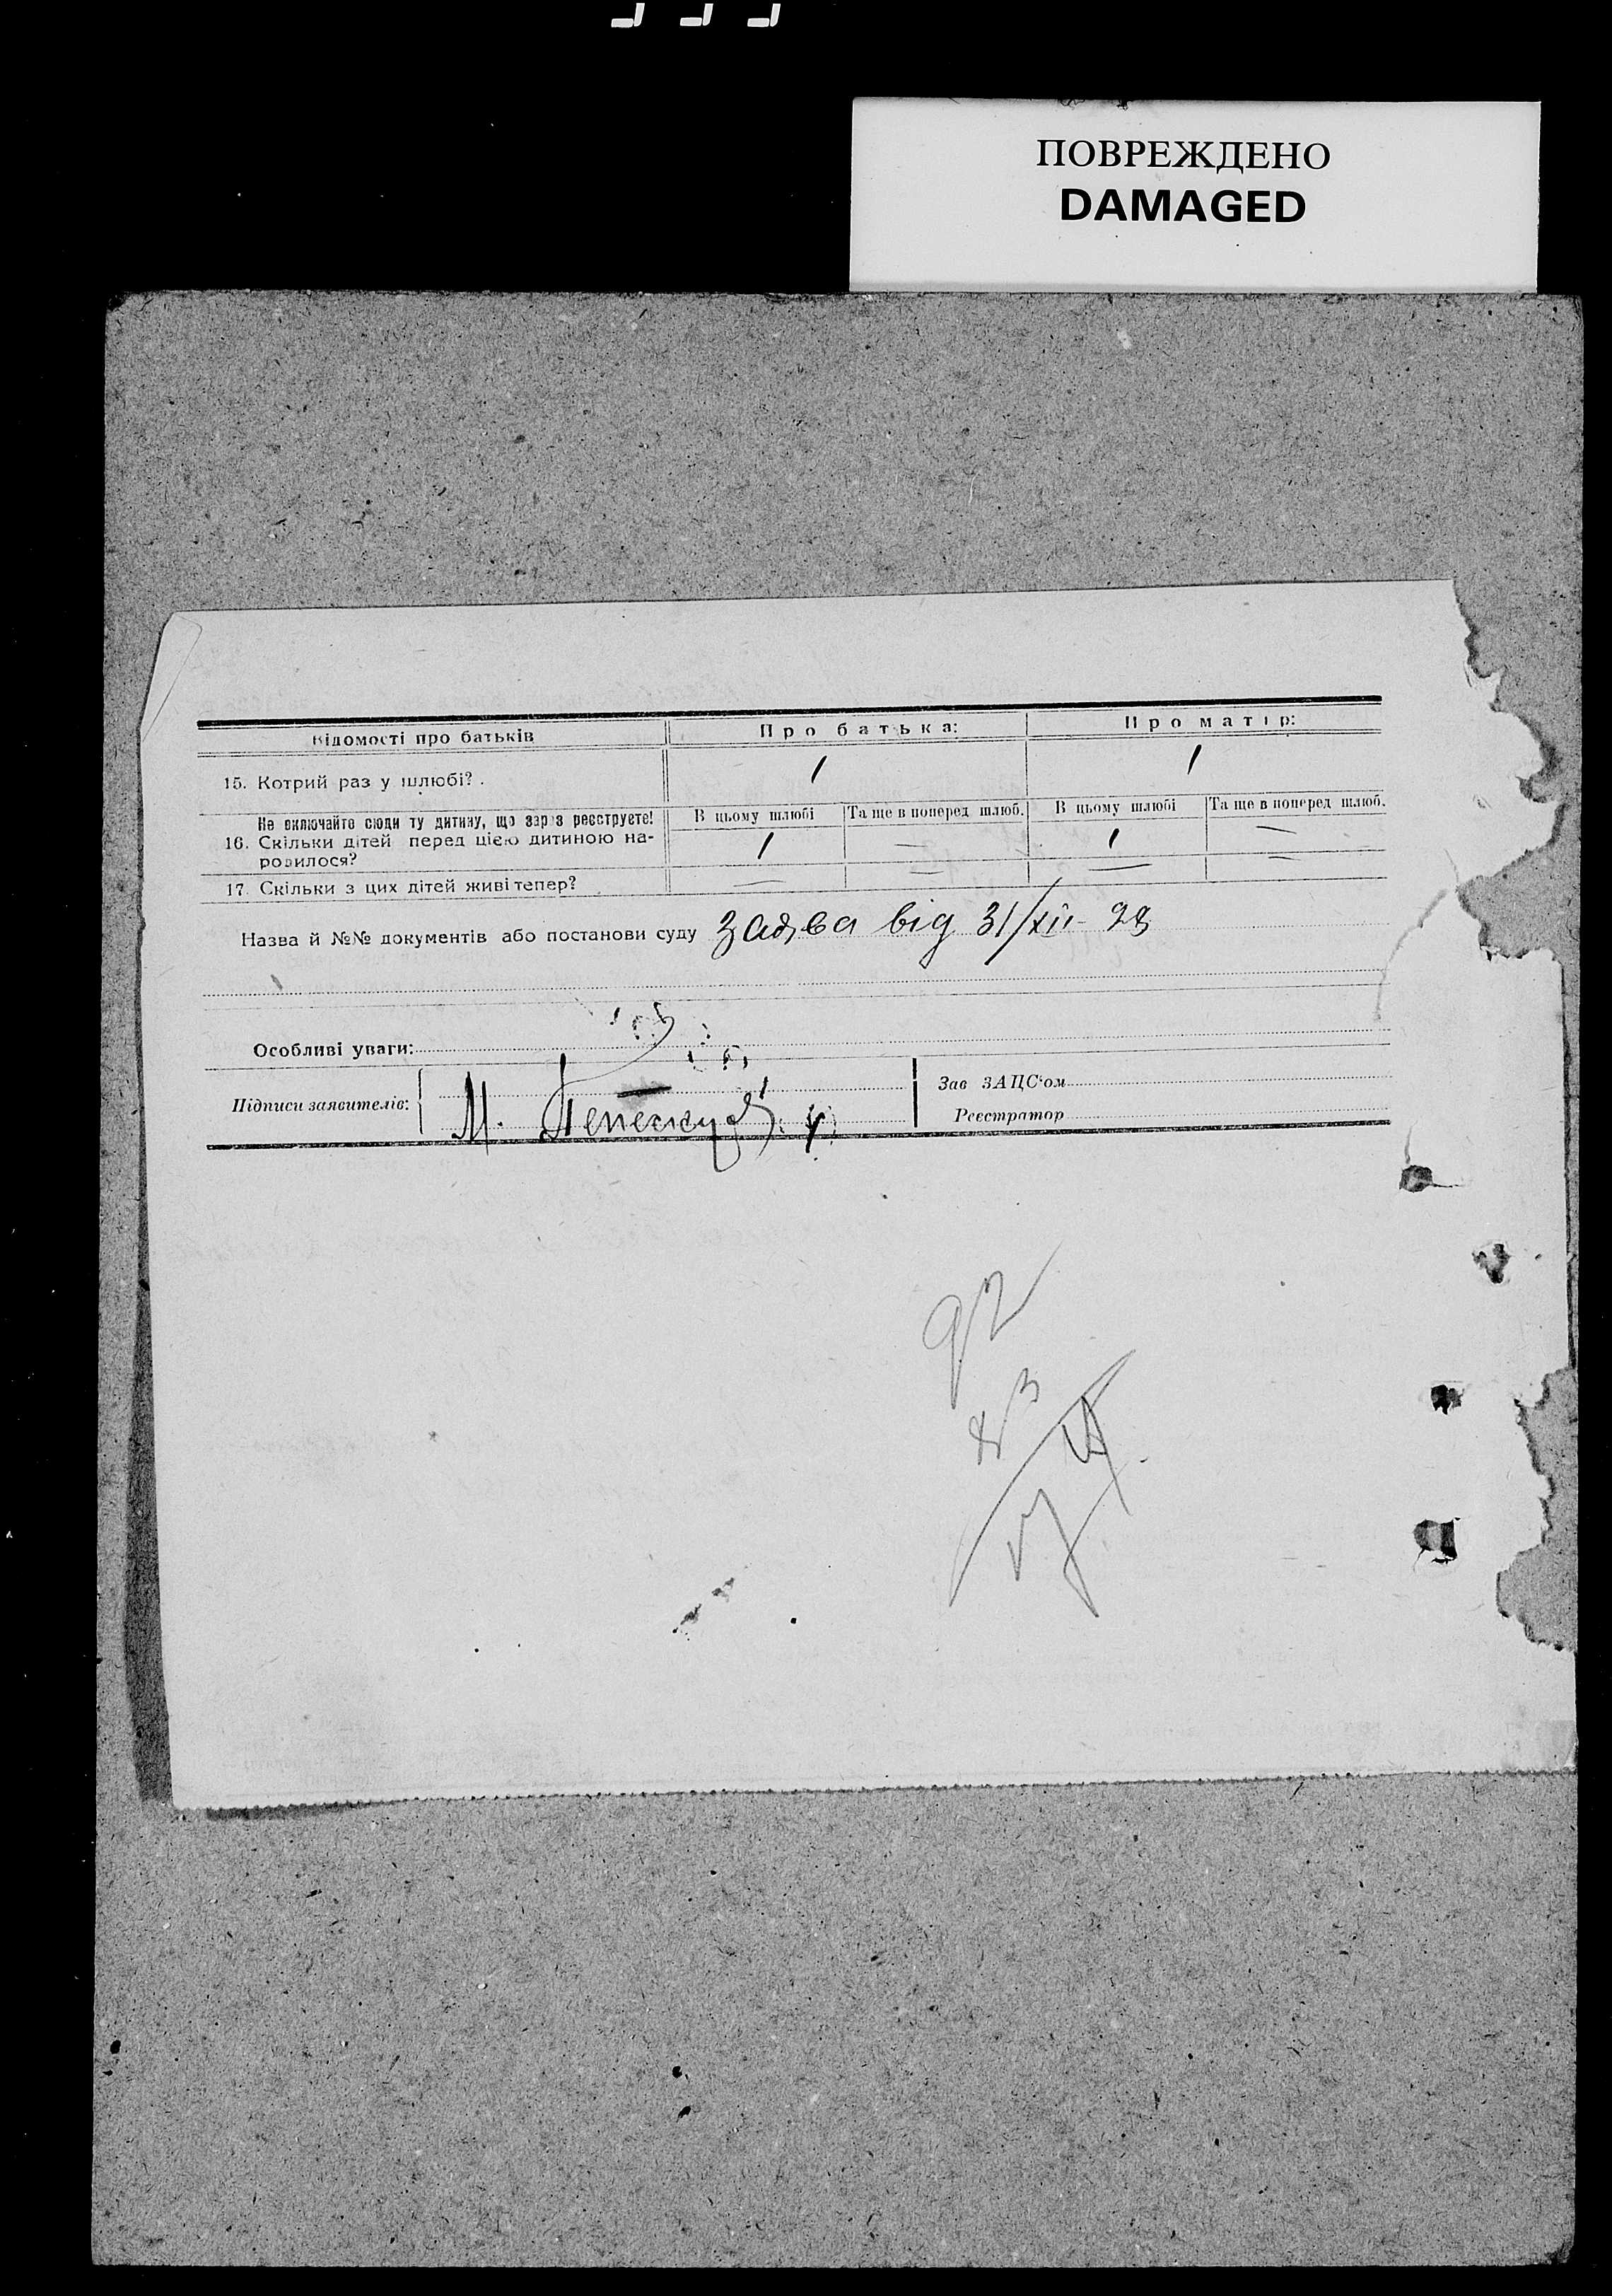 ПОВРЕЖДЕНО
DAMAGED
Відомості про батьків Про батька: Про матір:
15. Котрий раз у шлюбі? . 1 1
Не включайте сюди ту дитину, що зараз реєструєте! В цьому шлюбі Та ще в поперед шлюб. В цьому шлюбі Та ще в поперед шлюб.
16. Скільки дітей перед цією дитиною на- 1 — 1 —
родилося?
17. Скільки з цих дітей живі тепер? — — — —
Назва й №№ документів або постанови суду Заява від 31/XII- 28
Особливі уваги:
Підписи заявителів: М. Зав ЗАЦС'ом
Реєстратор
92